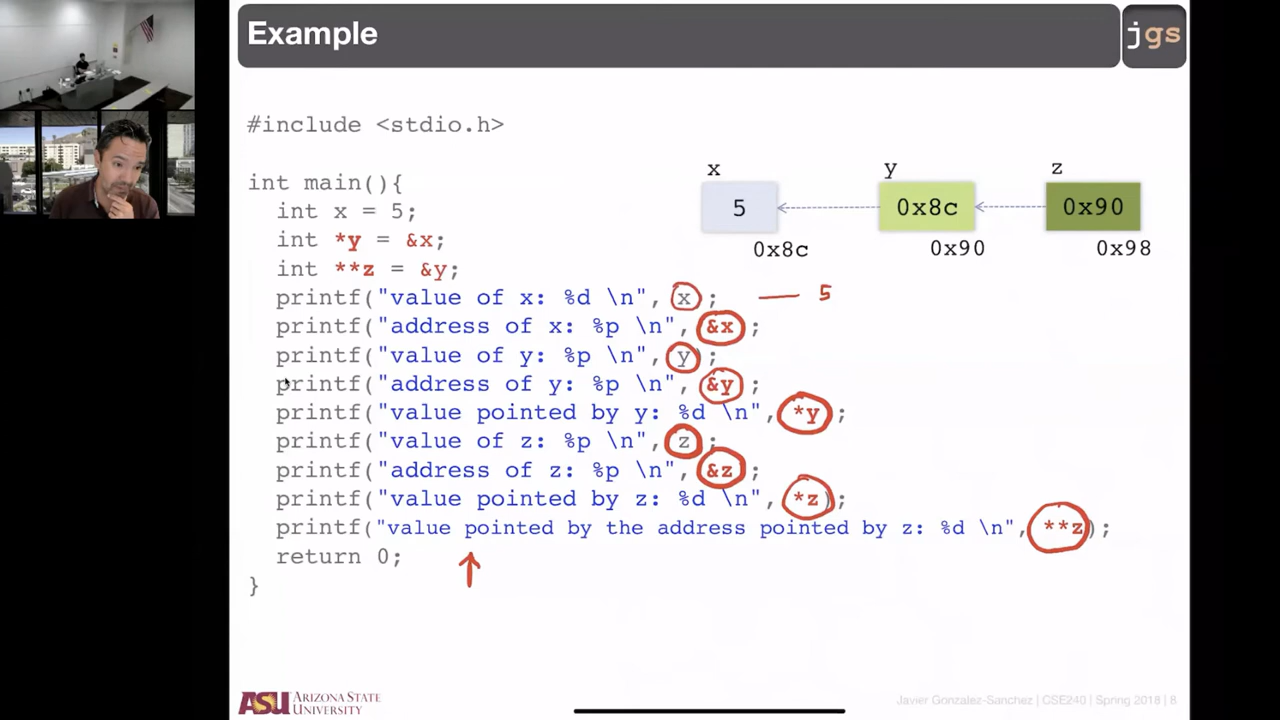 Example
jgs
#include <stdio.h>
int main(){
int x = 5;
int *y = &x;
int **z = &y;
printf("value of x: %d \n", x);
printf("address of x: %p \n", &x);
printf("value of y: %p \n", y);
printf("address of y: %p \n", &y);
printf("value pointed by y: %d \n", *y);
printf("value of z: %p \n", z);
printf("address of z: %p \n", &z);
printf("value pointed by z: %d \n", *z);
printf("value pointed by the address pointed by z: %d \n", **z);
return 0;
}
x y z
5 0x8c 0x90
0x8c 0x90 0x98
5
ASU ARIZONA STATE UNIVERSITY
Javier Gonzalez-Sanchez | CSE240 | Spring 2018 | 8